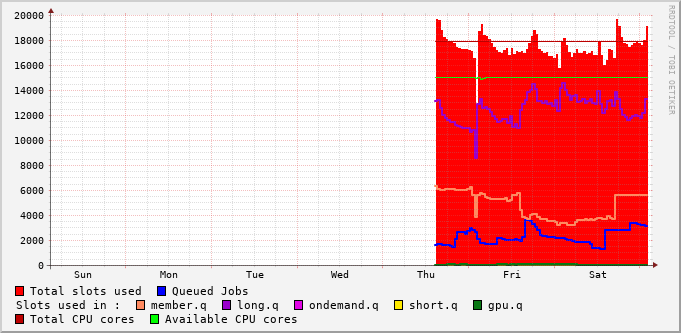 20000
18000
16000
14000
12000
10000
8000
6000
4000
2000
0
Sun Mon Tue Wed Thu Fri Sat
RRDTOOL / TOBI OETIKER
Total slots used Queued Jobs
Slots used in : member.q long.q ondemand.q short.q gpu.q
Total CPU cores Available CPU cores